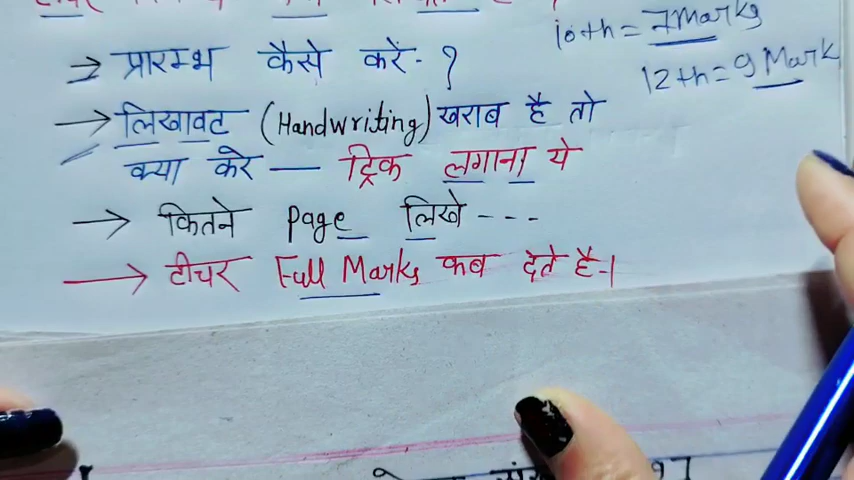 10th = 7 Marks
→ प्रारम्भ कैसे करें - ?
12th = 9 Mark
→ लिखावट (Handwriting) खराब है तो
क्या करे — ट्रिक लगाना ये
→ कितने Page लिखे - - -
→ टीचर Full Marks कब देते है - ।